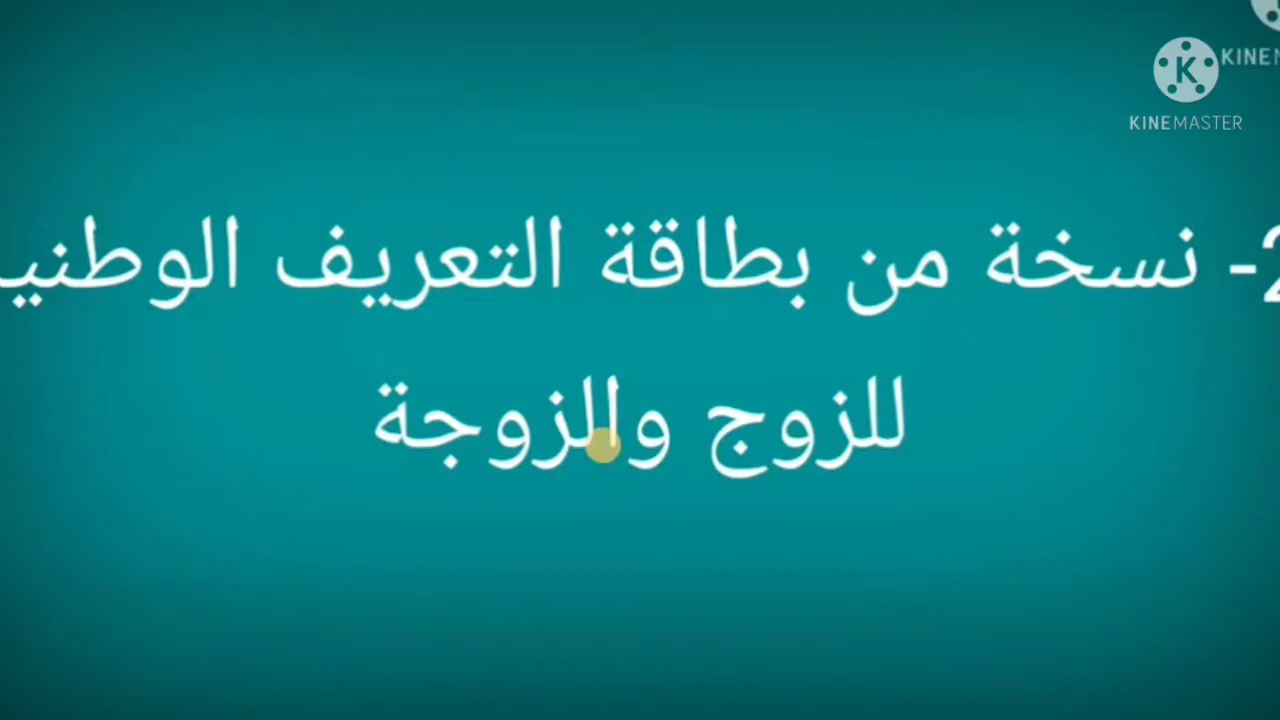 KINEMASTER
2- نسخة من بطاقة التعريف الوطني
للزوج والزوجة